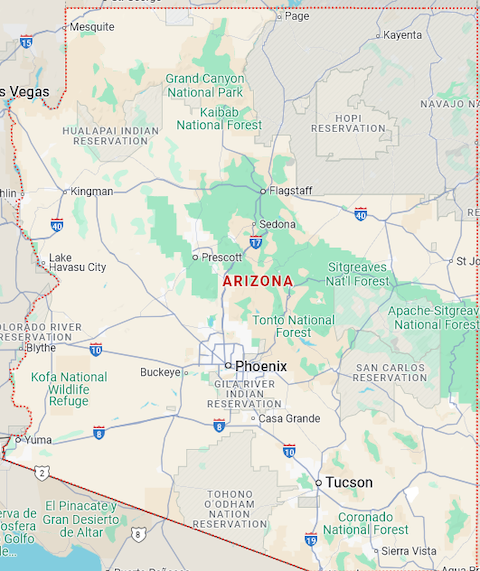 Page
15
Mesquite
Kayenta
s Vegas
Grand Canyon
National Park
NAVAJO NA
Kaibab
National Forest
HOPI
RESERVATION
HUALAPAI INDIAN
RESERVATION
Kingman
Flagstaff
hlin
40
40
Sedona
17
Prescott
Lake
Havasu City
St Jo
Sitgreaves
Nat'l Forest
ARIZONA
Apache-Sitgreav
National Forest
Tonto National
Forest
OLORADO RIVER
RESERVATION
Blythe
10
Phoenix
Buckeye
SAN CARLOS
RESERVATION
Kofa National
Wildlife
Refuge
GILA RIVER
INDIAN
RESERVATION
Casa Grande
8
8
Yuma
10
2
Tucson
TOHONO
O'ODHAM
NATION
RESERVATION
El Pinacate y
Gran Desierto
de Altar
erva de
osfera
Golfo
de...
8
Coronado
National Forest
19
Sierra Vista